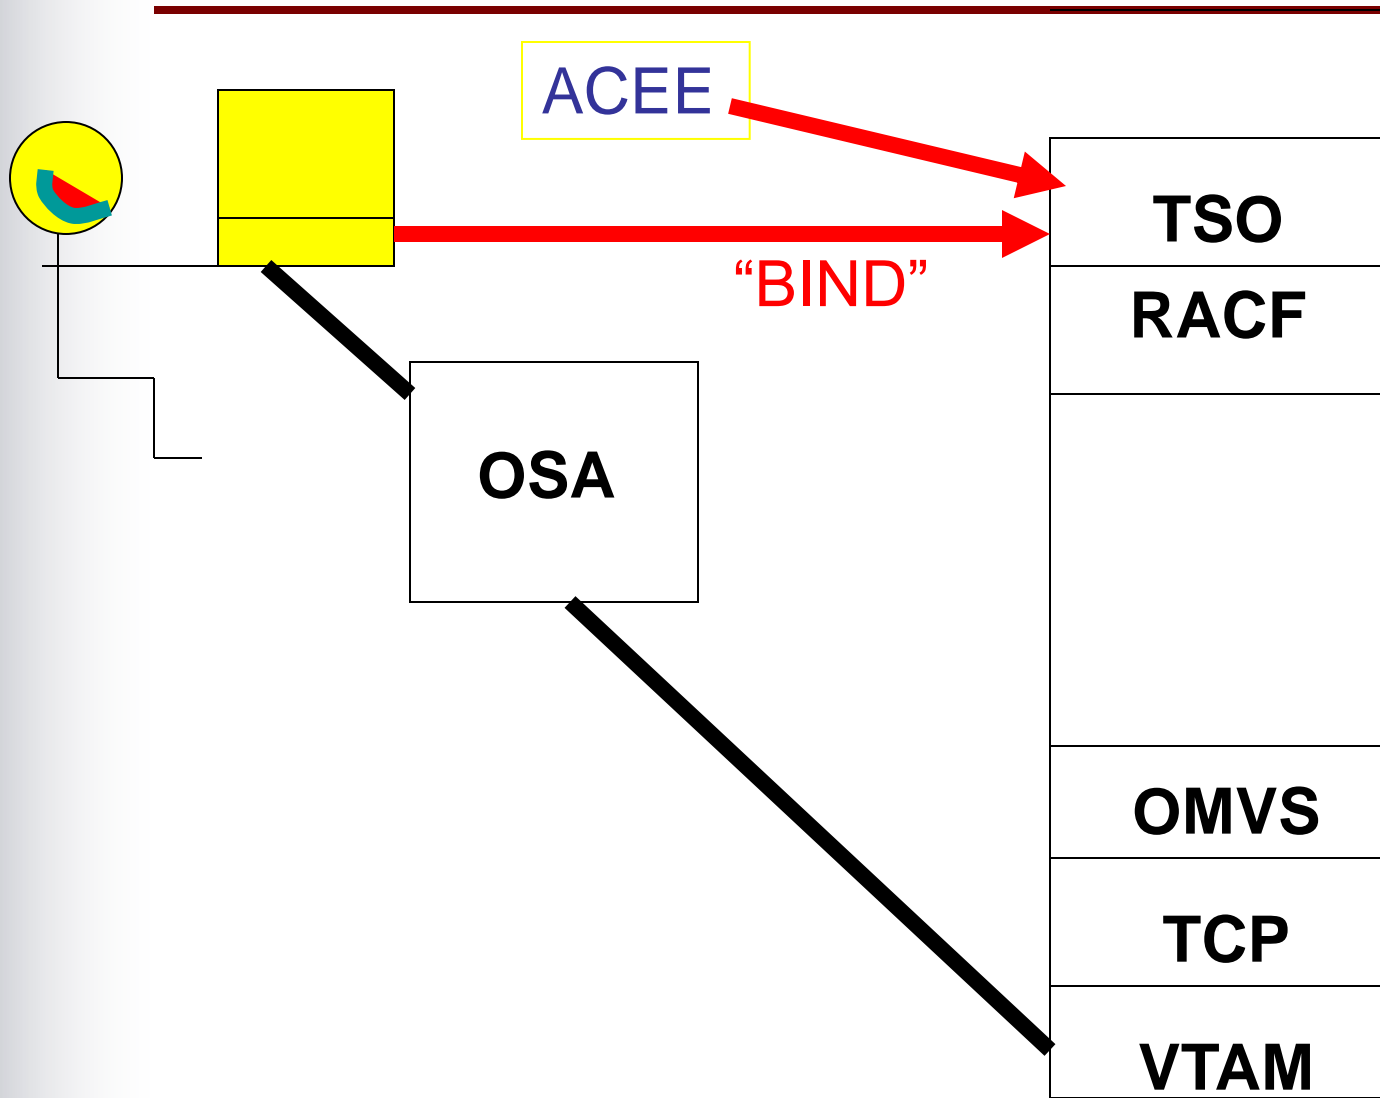 ACEE
TSO
“BIND”
RACF
OSA
OMVS
TCP
VTAM